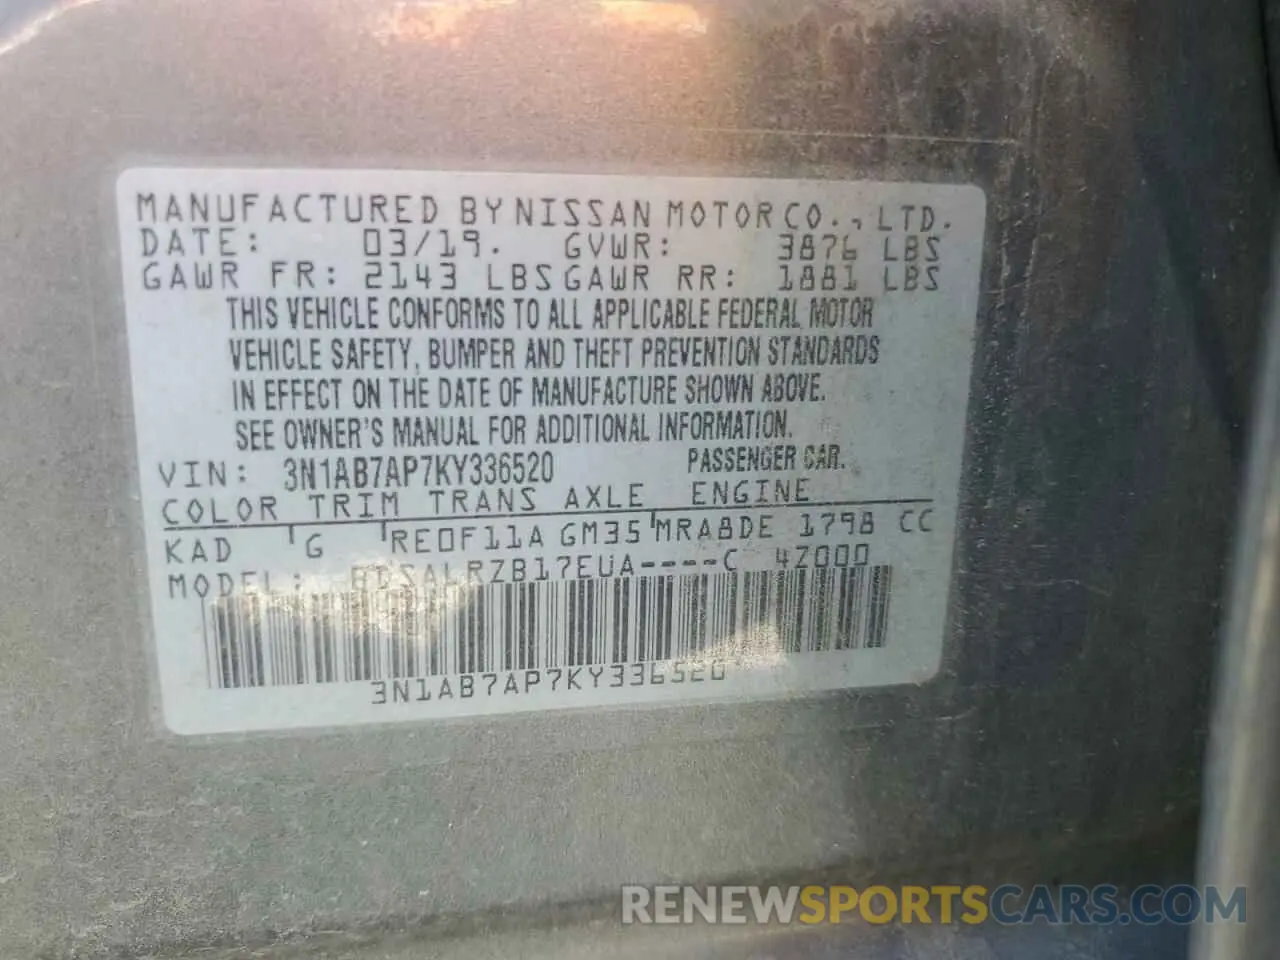 MANUFACTURED BY NISSAN MOTOR CO., LTD.
DATE: 03/19. GVWR: 3876 LBS
GAWR FR: 2143 LBS GAWR RR: 1881 LBS
THIS VEHICLE CONFORMS TO ALL APPLICABLE FEDERAL MOTOR
VEHICLE SAFETY, BUMPER AND THEFT PREVENTION STANDARDS
IN EFFECT ON THE DATE OF MANUFACTURE SHOWN ABOVE.
SEE OWNER'S MANUAL FOR ADDITIONAL INFORMATION.
VIN: 3N1AB7AP7KY336520 PASSENGER CAR.
COLOR TRIM TRANS AXLE ENGINE
KAD G RE0F11A GM35 MRA8DE 1798 CC
MODEL: 4Z000
3N1AB7AP7KY336520
RENEWSPORTSCARS.COM